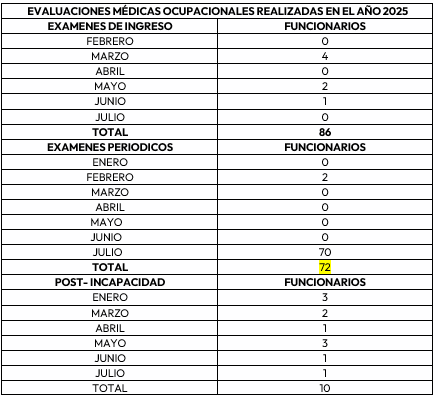 EVALUACIONES MÉDICAS OCUPACIONALES REALIZADAS EN EL AÑO 2025
EXAMENES DE INGRESO FUNCIONARIOS
FEBRERO 0
MARZO 4
ABRIL 0
MAYO 2
JUNIO 1
JULIO 0
TOTAL 86
EXAMENES PERIODICOS FUNCIONARIOS
ENERO 0
FEBRERO 2
MARZO 0
ABRIL 0
MAYO 0
JUNIO 0
JULIO 70
TOTAL 72
POST- INCAPACIDAD FUNCIONARIOS
ENERO 3
MARZO 2
ABRIL 1
MAYO 3
JUNIO 1
JULIO 1
TOTAL 10